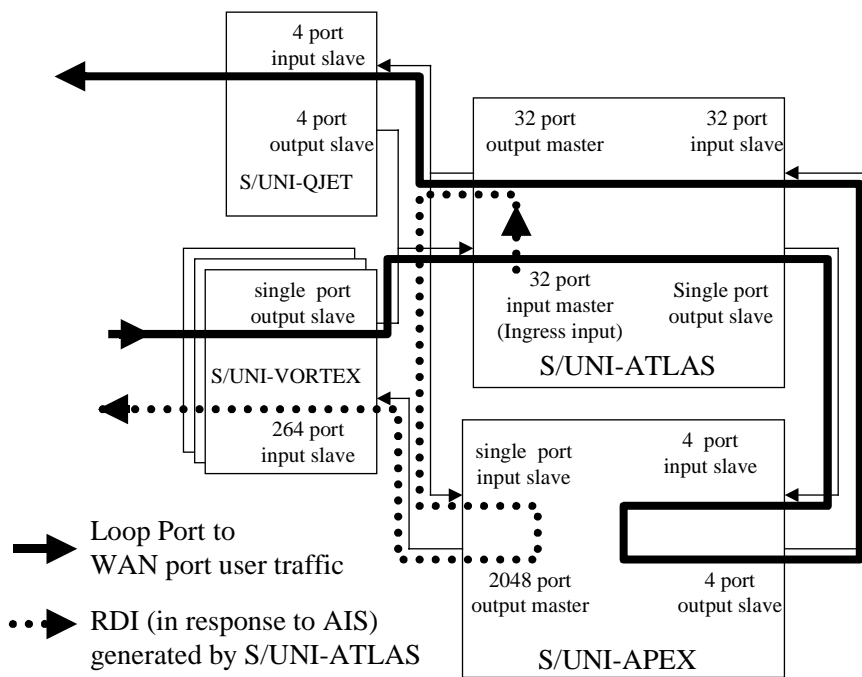 4 port
input slave
4 port
output slave
S/UNI-QJET
32 port
output master
32 port
input slave
32 port
input master
(Ingress input)
Single port
output slave
S/UNI-ATLAS
single port
output slave
S/UNI-VORTEX
264 port
input slave
single port
input slave
4 port
input slave
2048 port
output master
4 port
output slave
S/UNI-APEX
Loop Port to
WAN port user traffic
RDI (in response to AIS)
generated by S/UNI-ATLAS